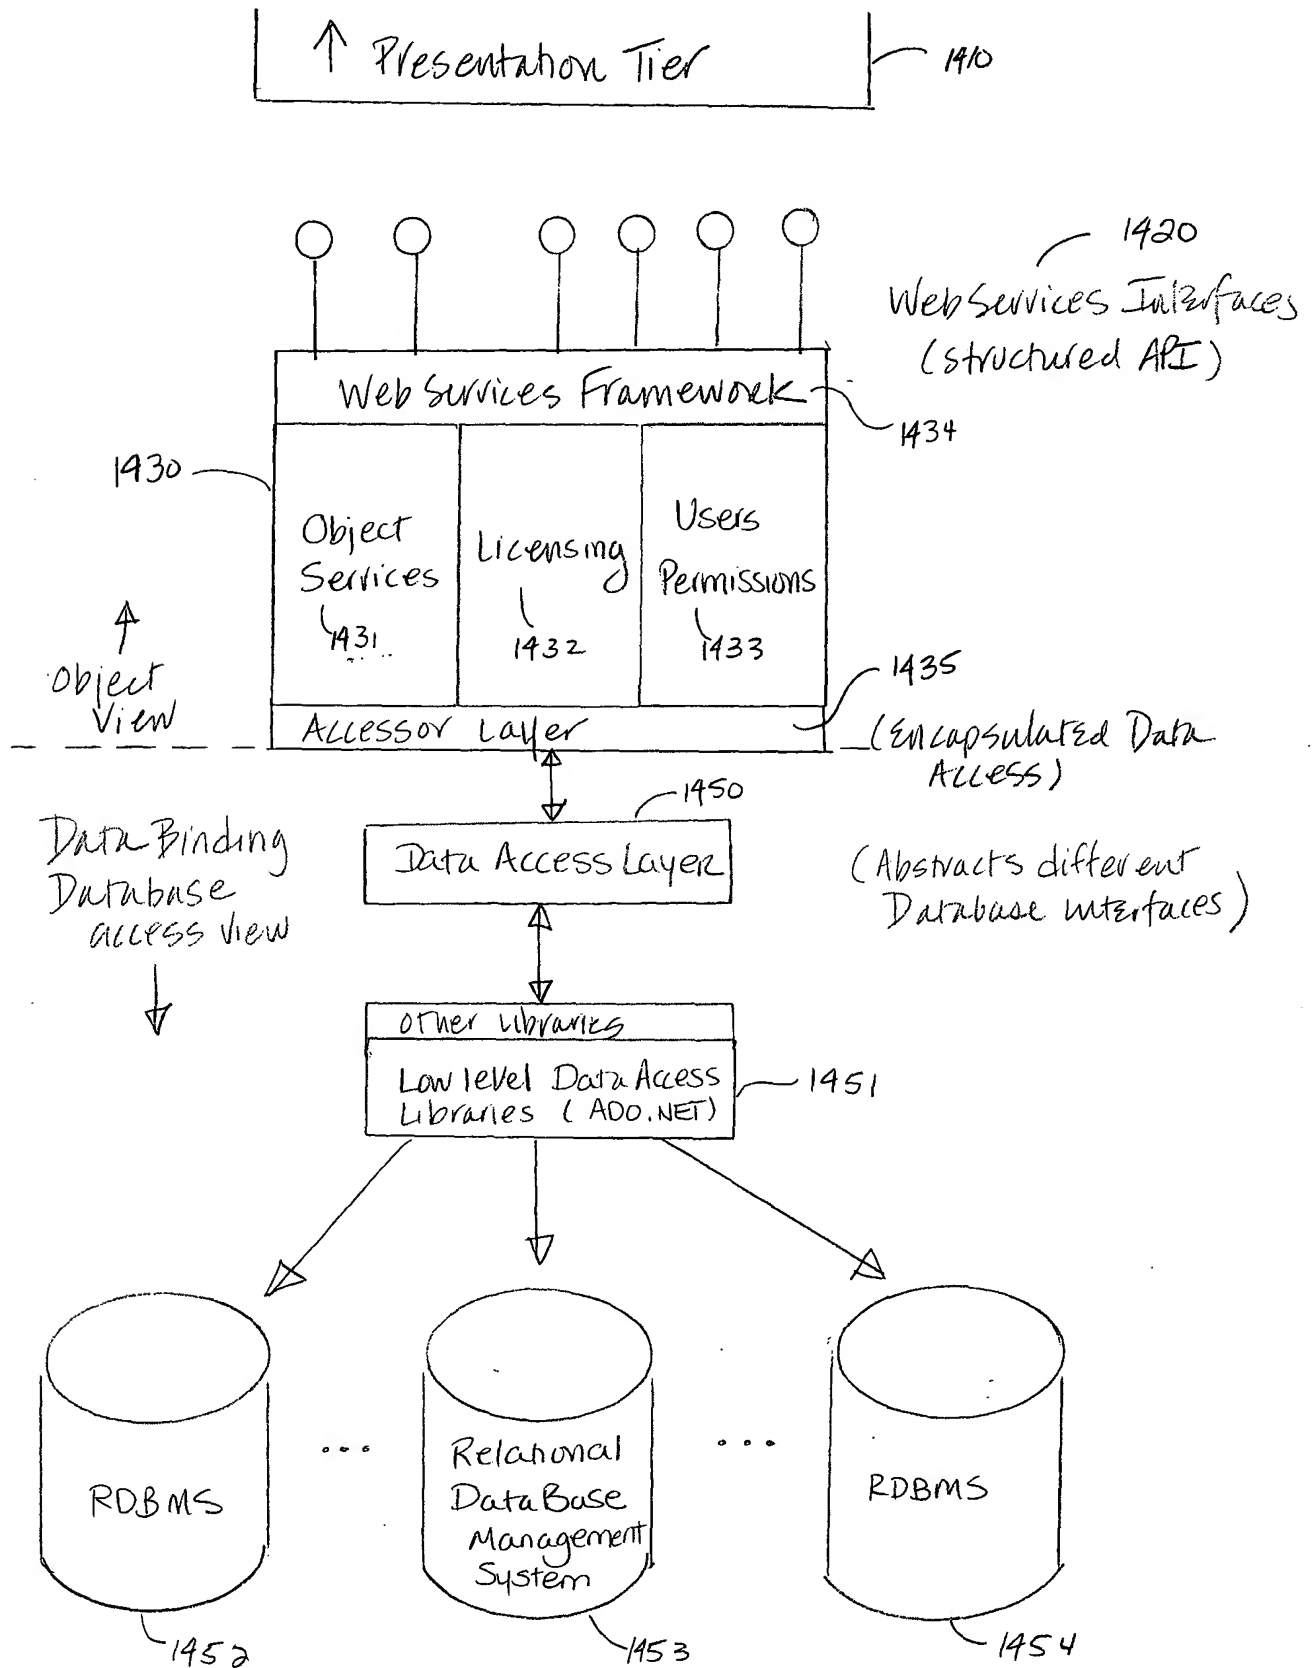 ↑ Presentation Tier
1410
1420
Web Services Interfaces
(structured API)
Web Services Framework
1434
1430
Object
Services
1431
Licensing
1432
Users
Permissions
1433
1435
Object
View
Accessor Layer
(Encapsulated Data
Access)
1450
Data Binding
Database
access view
Data Access Layer
(Abstracts different
Database interfaces)
other Libraries
Low level Data Access
Libraries (ADO.NET)
1451
RDBMS
...
Relational
DataBase
Management
System
...
RDBMS
1452
1453
1454